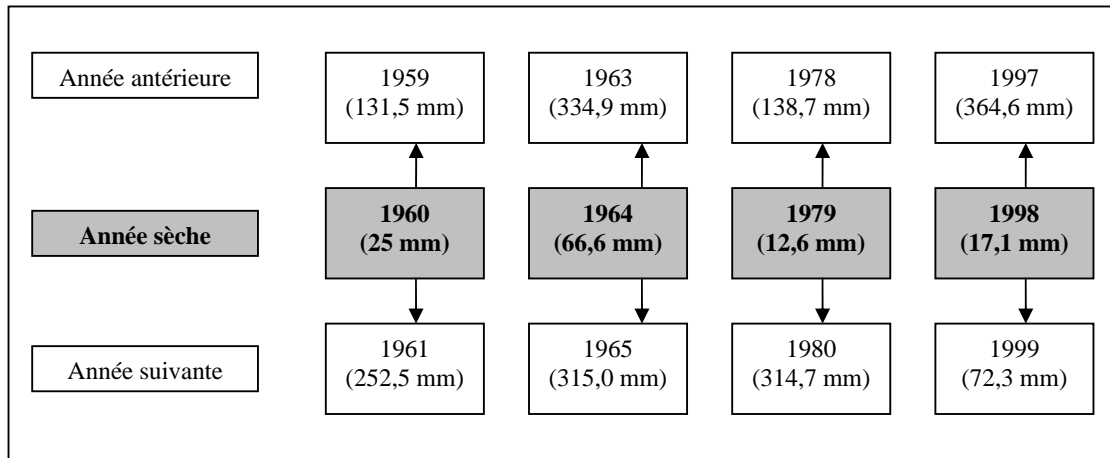 Année antérieure
1959
(131,5 mm)
1963
(334,9 mm)
1978
(138,7 mm)
1997
(364,6 mm)
Année sèche
1960
(25 mm)
1964
(66,6 mm)
1979
(12,6 mm)
1998
(17,1 mm)
Année suivante
1961
(252,5 mm)
1965
(315,0 mm)
1980
(314,7 mm)
1999
(72,3 mm)